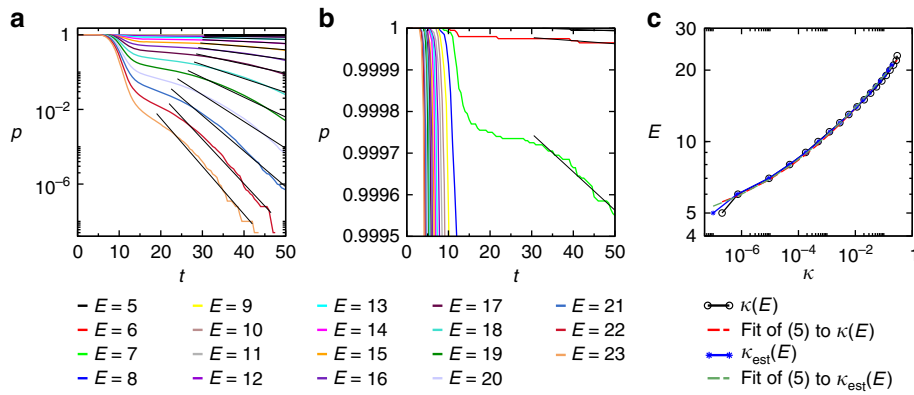 a b c
1
10⁻²
10⁻⁶
p
0 10 20 30 40 50
t
1
0.9999
0.9998
0.9997
0.9996
0.9995
p
0 10 20 30 40 50
t
30
20
10
5
4
E
10⁻⁶ 10⁻⁴ 10⁻² 1
κ
E = 5 E = 9 E = 13 E = 17 E = 21
E = 6 E = 10 E = 14 E = 18 E = 22
E = 7 E = 11 E = 15 E = 19 E = 23
E = 8 E = 12 E = 16 E = 20
κ(E)
Fit of (5) to κ(E)
κest(E)
Fit of (5) to κest(E)